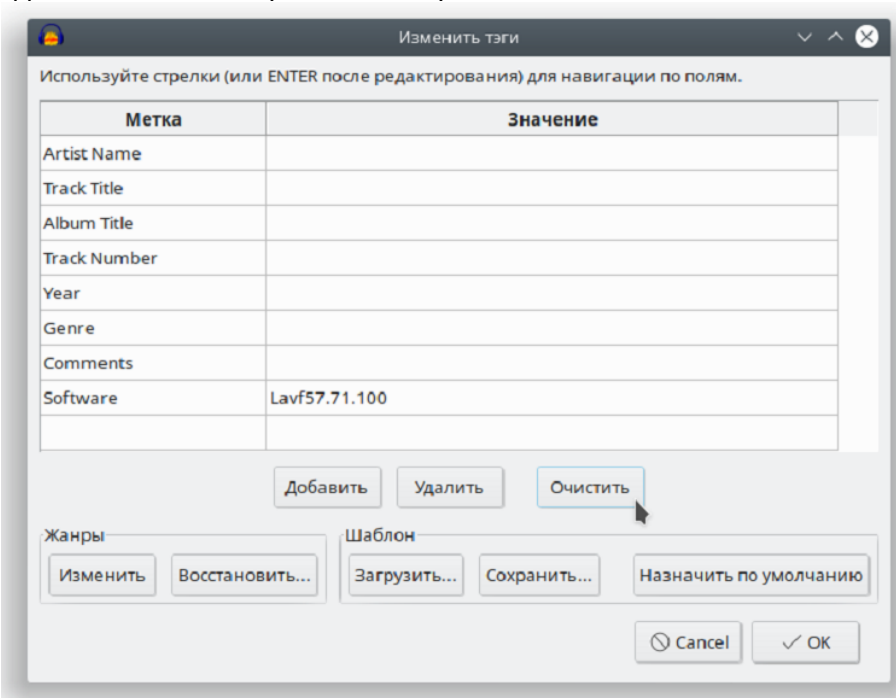 Изменить тэги
Используйте стрелки (или ENTER после редактирования) для навигации по полям.
Метка Значение
Artist Name
Track Title
Album Title
Track Number
Year
Genre
Comments
Software Lavf57.71.100
Добавить Удалить Очистить
Жанры Шаблон
Изменить Восстановить... Загрузить... Сохранить... Назначить по умолчанию
Cancel OK